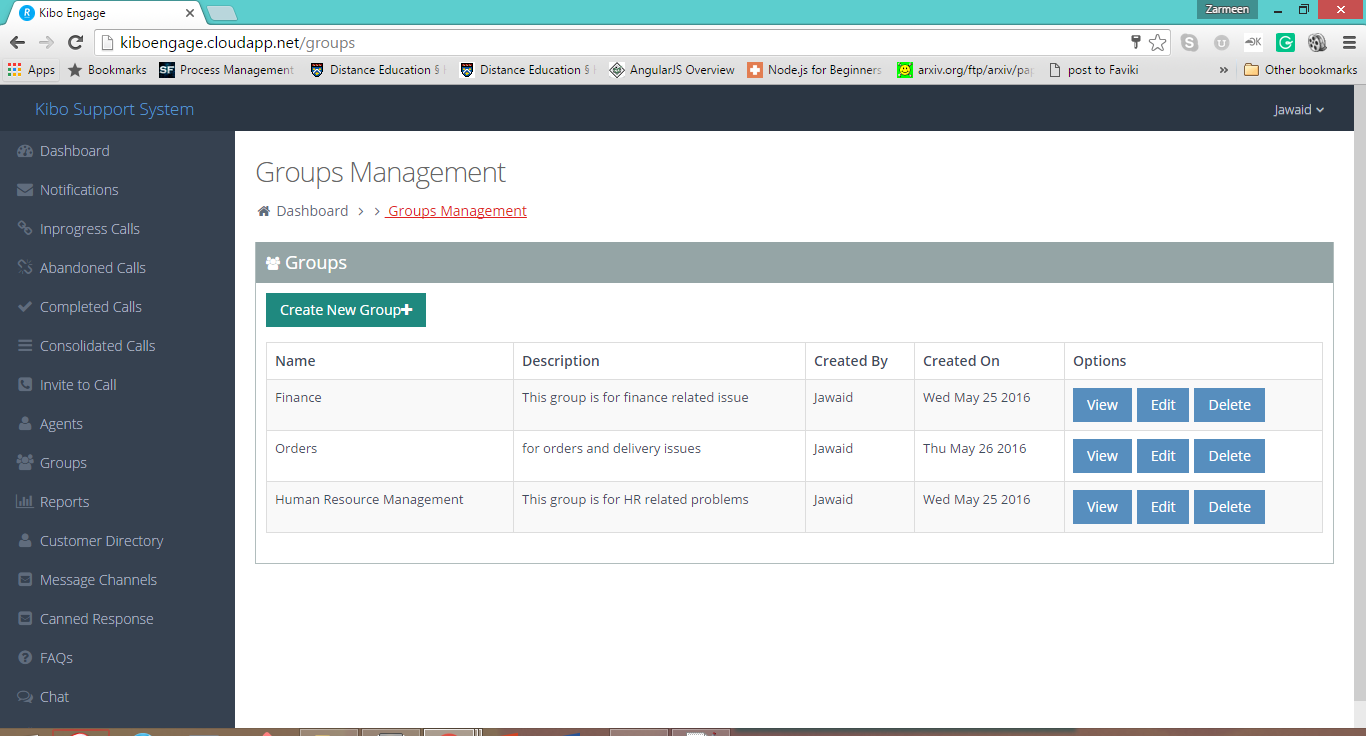 Kibo Engage
Zarmeen
kiboengage.cloudapp.net/groups
Apps Bookmarks SF Process Management Distance Education § Distance Education § AngularJS Overview Node.js for Beginners arxiv.org/ftp/arxiv/pap post to Faviki » Other bookmarks
Kibo Support System
Jawaid
Dashboard
Notifications
Inprogress Calls
Abandoned Calls
Completed Calls
Consolidated Calls
Invite to Call
Agents
Groups
Reports
Customer Directory
Message Channels
Canned Response
FAQs
Chat
Groups Management
Dashboard > > Groups Management
Groups
Create New Group+
Name Description Created By Created On Options
Finance This group is for finance related issue Jawaid Wed May 25 2016 View Edit Delete
Orders for orders and delivery issues Jawaid Thu May 26 2016 View Edit Delete
Human Resource Management This group is for HR related problems Jawaid Wed May 25 2016 View Edit Delete